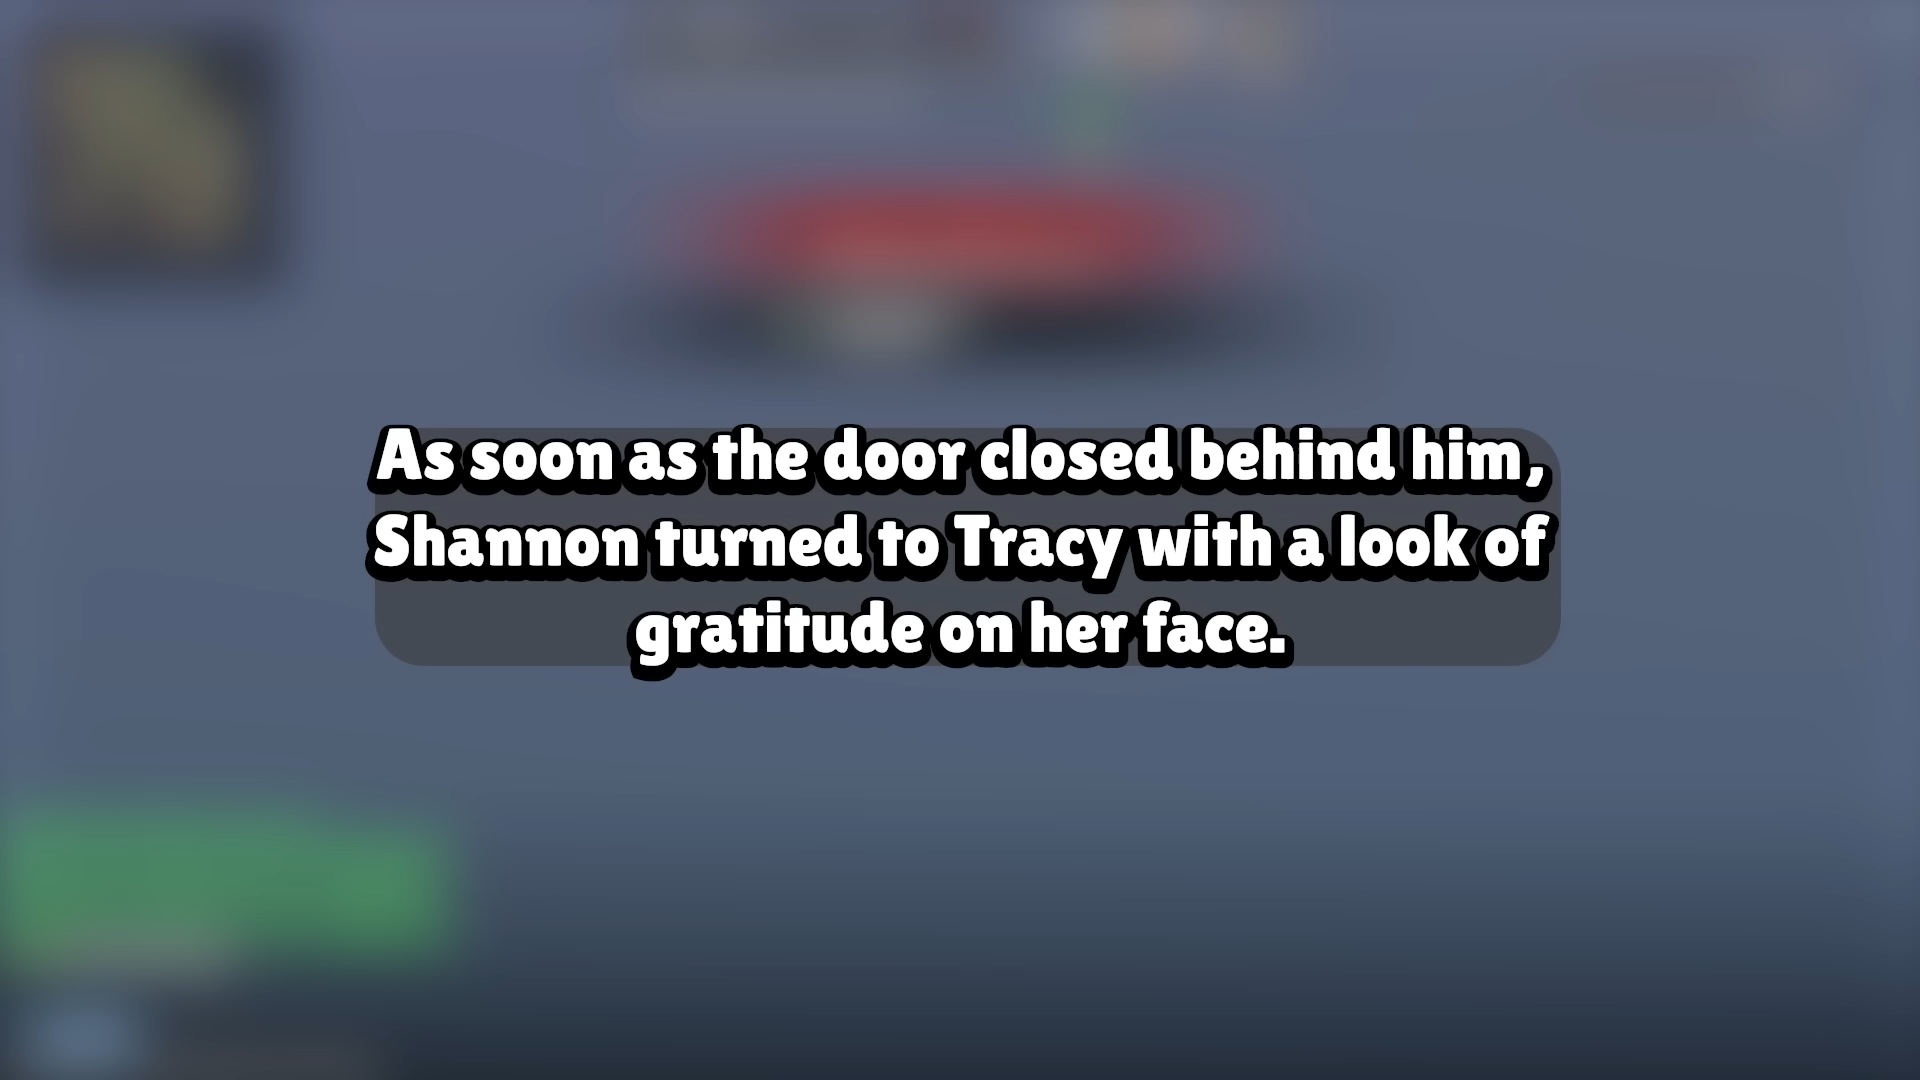 As soon as the door closed behind him,
Shannon turned to Tracy with a look of
gratitude on her face.